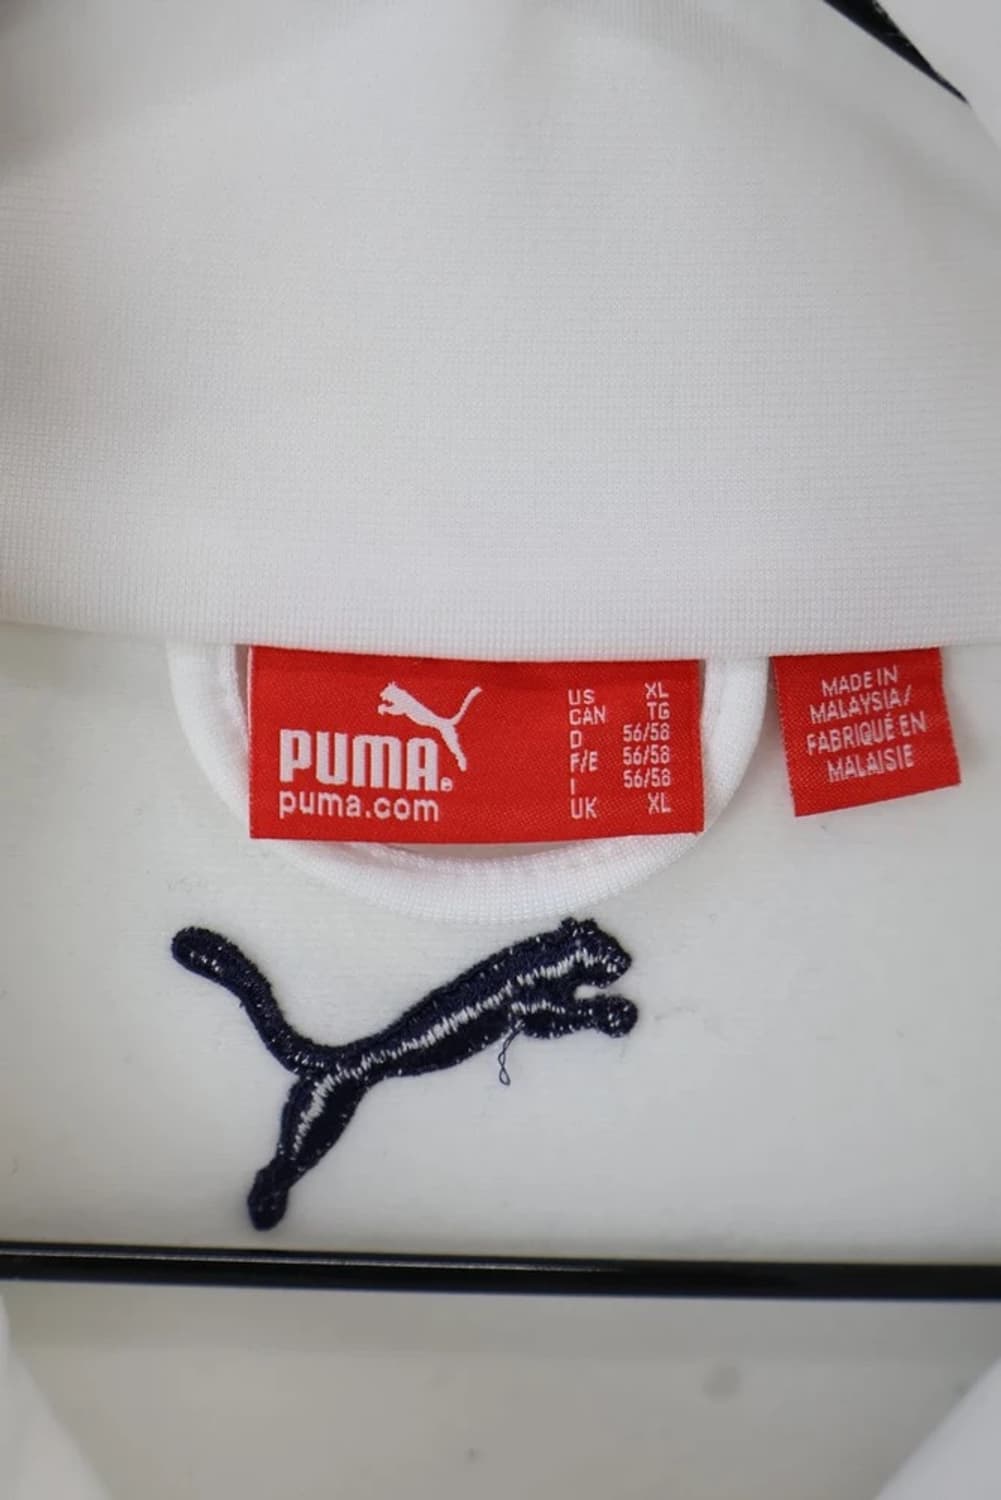 PUMA®
puma.com
US XL
CAN TG
D 56/58
F/E 56/58
I 56/58
UK XL
MADE IN
MALAYSIA/
FABRIQUÉ EN
MALAISIE